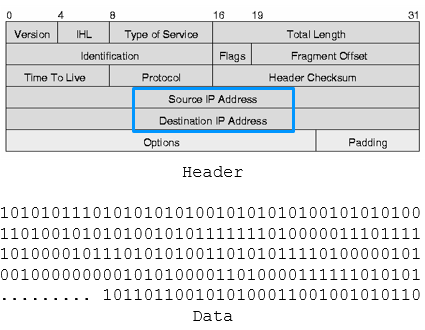 0 4 8 16 19 31
Version IHL Type of Service Total Length
Identification Flags Fragment Offset
Time To Live Protocol Header Checksum
Source IP Address
Destination IP Address
Options Padding
Header
10101011101010101010010101010100101010100
11010010101010010101111111010000011101111
10100001011101010100110101011110100000101
00100000000010101000011010000111111010101
......... 1011011001010100011001001010110
Data